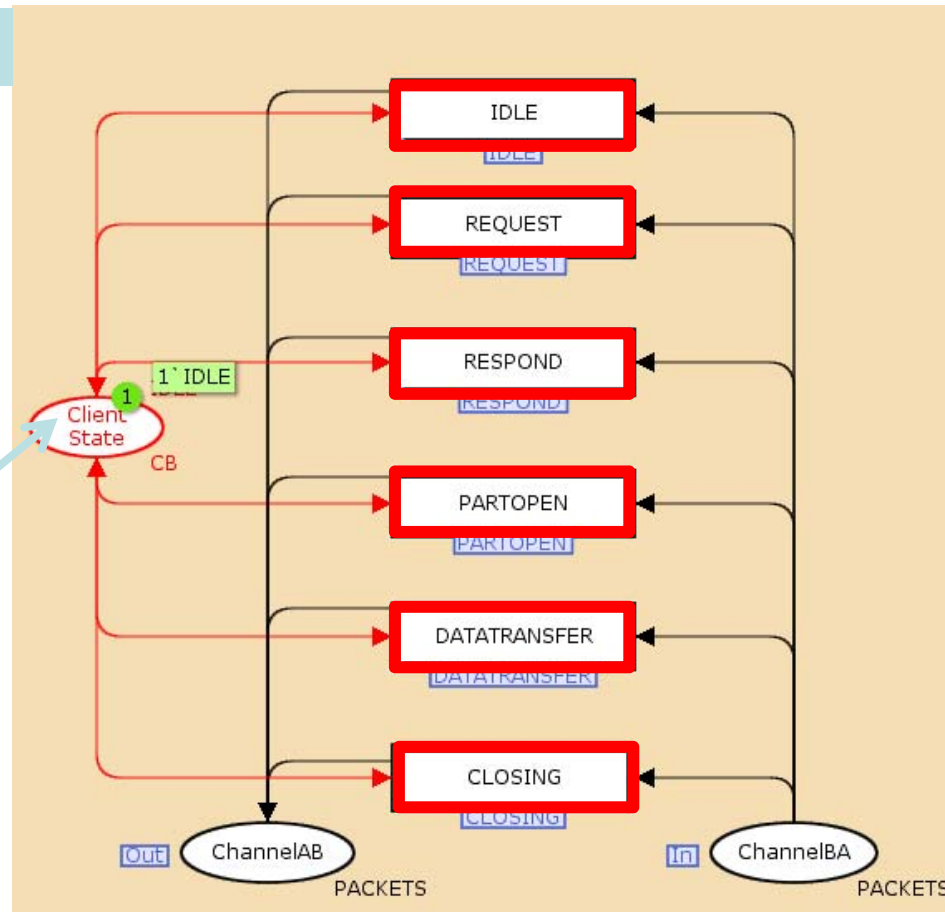 IDLE
IDLE
REQUEST
REQUEST
RESPOND
RESPOND
1`IDLE
1
Client
State
CB
PARTOPEN
PARTOPEN
DATATRANSFER
DATATRANSFER
CLOSING
CLOSING
Out
ChannelAB
PACKETS
In
ChannelBA
PACKETS